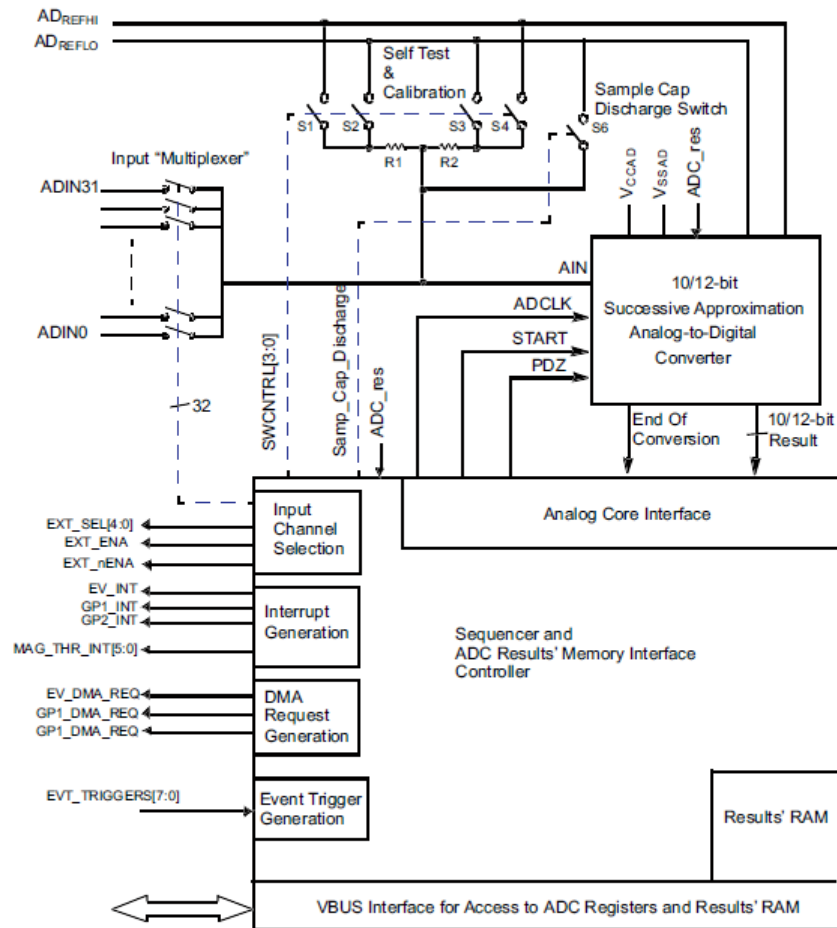 AD_REFHI
AD_REFLO
Self Test
&
Calibration
Sample Cap
Discharge Switch
S1
S2
S3
S4
S6
R1
R2
Input “Multiplexer”
ADIN31
ADIN0
VCCAD
VSSAD
ADC_res
AIN
10/12-bit
Successive Approximation
Analog-to-Digital
Converter
ADCLK
START
PDZ
32
SWCNTRL[3:0]
Samp_Cap_Discharge
ADC_res
End Of
Conversion
10/12-bit
Result
Input
Channel
Selection
Analog Core Interface
EXT_SEL[4:0]
EXT_ENA
EXT_nENA
EV_INT
GP1_INT
GP2_INT
MAG_THR_INT[5:0]
Interrupt
Generation
Sequencer and
ADC Results’ Memory Interface
Controller
EV_DMA_REQ
GP1_DMA_REQ
GP1_DMA_REQ
DMA
Request
Generation
EVT_TRIGGERS[7:0]
Event Trigger
Generation
Results’ RAM
VBUS Interface for Access to ADC Registers and Results’ RAM